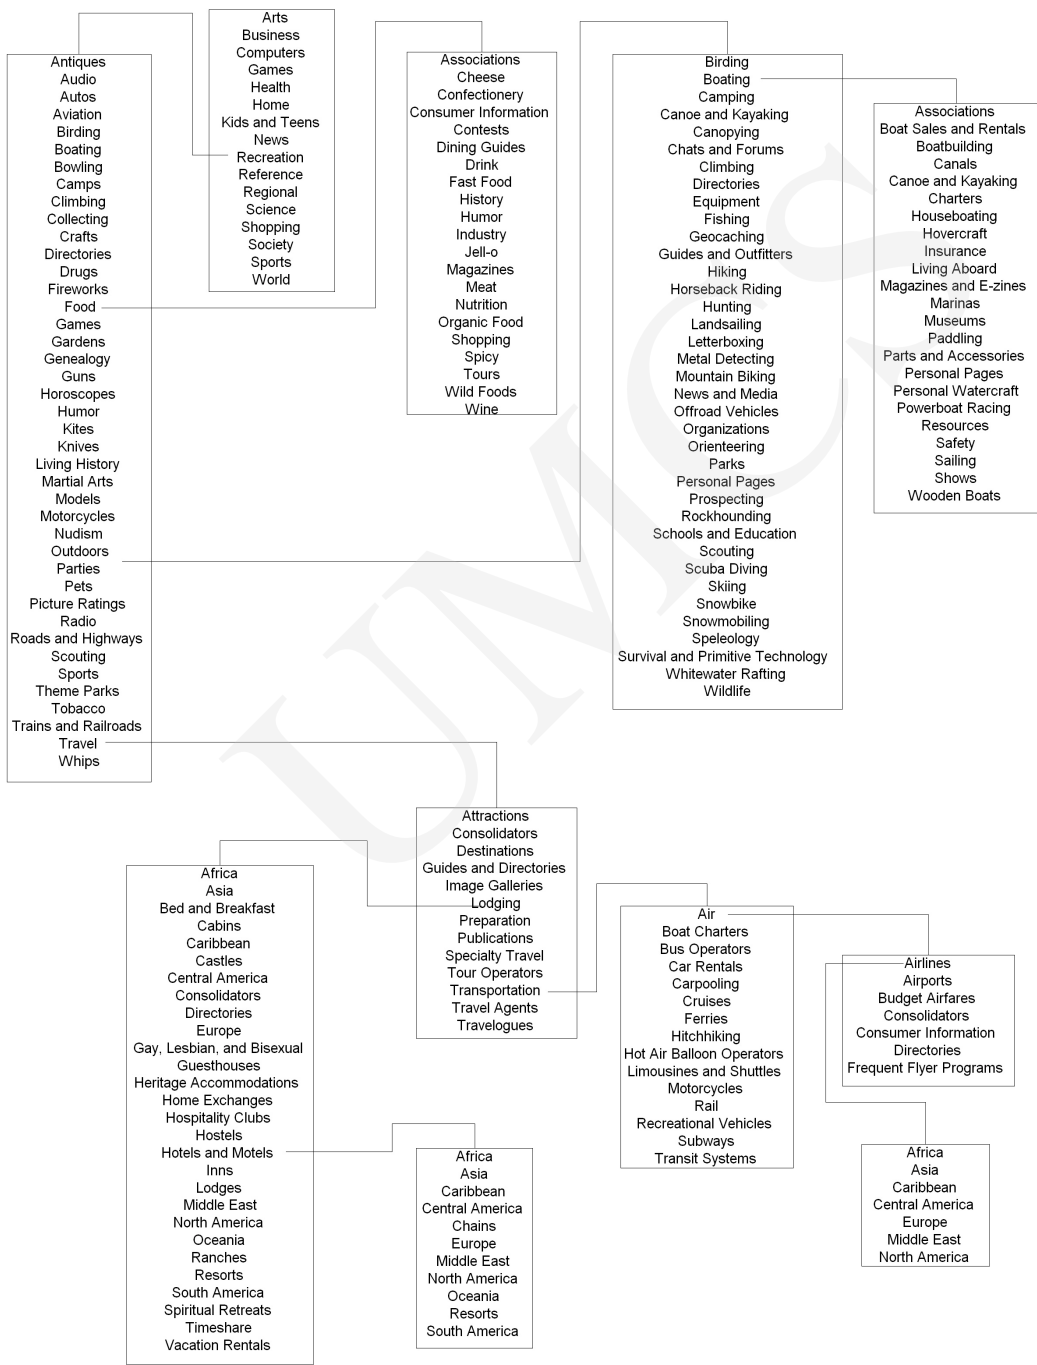 Arts
Business
Computers
Games
Health
Home
Kids and Teens
News
Recreation
Reference
Regional
Science
Shopping
Society
Sports
World
Antiques
Audio
Autos
Aviation
Birding
Boating
Bowling
Camps
Climbing
Collecting
Crafts
Directories
Drugs
Fireworks
Food
Games
Gardens
Genealogy
Guns
Horoscopes
Humor
Kites
Knives
Living History
Martial Arts
Models
Motorcycles
Nudism
Outdoors
Parties
Pets
Picture Ratings
Radio
Roads and Highways
Scouting
Sports
Theme Parks
Tobacco
Trains and Railroads
Travel
Whips
Associations
Cheese
Confectionery
Consumer Information
Contests
Dining Guides
Drink
Fast Food
History
Humor
Industry
Jell-o
Magazines
Meat
Nutrition
Organic Food
Shopping
Spicy
Tours
Wild Foods
Wine
Birding
Boating
Camping
Canoe and Kayaking
Canopying
Chats and Forums
Climbing
Directories
Equipment
Fishing
Geocaching
Guides and Outfitters
Hiking
Horseback Riding
Hunting
Landsailing
Letterboxing
Metal Detecting
Mountain Biking
News and Media
Offroad Vehicles
Organizations
Orienteering
Parks
Personal Pages
Prospecting
Rockhounding
Schools and Education
Scouting
Scuba Diving
Skiing
Snowbike
Snowmobiling
Speleology
Survival and Primitive Technology
Whitewater Rafting
Wildlife
Associations
Boat Sales and Rentals
Boatbuilding
Canals
Canoe and Kayaking
Charters
Houseboating
Hovercraft
Insurance
Living Aboard
Magazines and E-zines
Marinas
Museums
Paddling
Parts and Accessories
Personal Pages
Personal Watercraft
Powerboat Racing
Resources
Safety
Sailing
Shows
Wooden Boats
Attractions
Consolidators
Destinations
Guides and Directories
Image Galleries
Lodging
Preparation
Publications
Specialty Travel
Tour Operators
Transportation
Travel Agents
Travelogues
Africa
Asia
Bed and Breakfast
Cabins
Caribbean
Castles
Central America
Consolidators
Directories
Europe
Gay, Lesbian, and Bisexual
Guesthouses
Heritage Accommodations
Home Exchanges
Hospitality Clubs
Hostels
Hotels and Motels
Inns
Lodges
Middle East
North America
Oceania
Ranches
Resorts
South America
Spiritual Retreats
Timeshare
Vacation Rentals
Africa
Asia
Caribbean
Central America
Chains
Europe
Middle East
North America
Oceania
Resorts
South America
Air
Boat Charters
Bus Operators
Car Rentals
Carpooling
Cruises
Ferries
Hitchhiking
Hot Air Balloon Operators
Limousines and Shuttles
Motorcycles
Rail
Recreational Vehicles
Subways
Transit Systems
Airlines
Airports
Budget Airfares
Consolidators
Consumer Information
Directories
Frequent Flyer Programs
Africa
Asia
Caribbean
Central America
Europe
Middle East
North America
UMCS